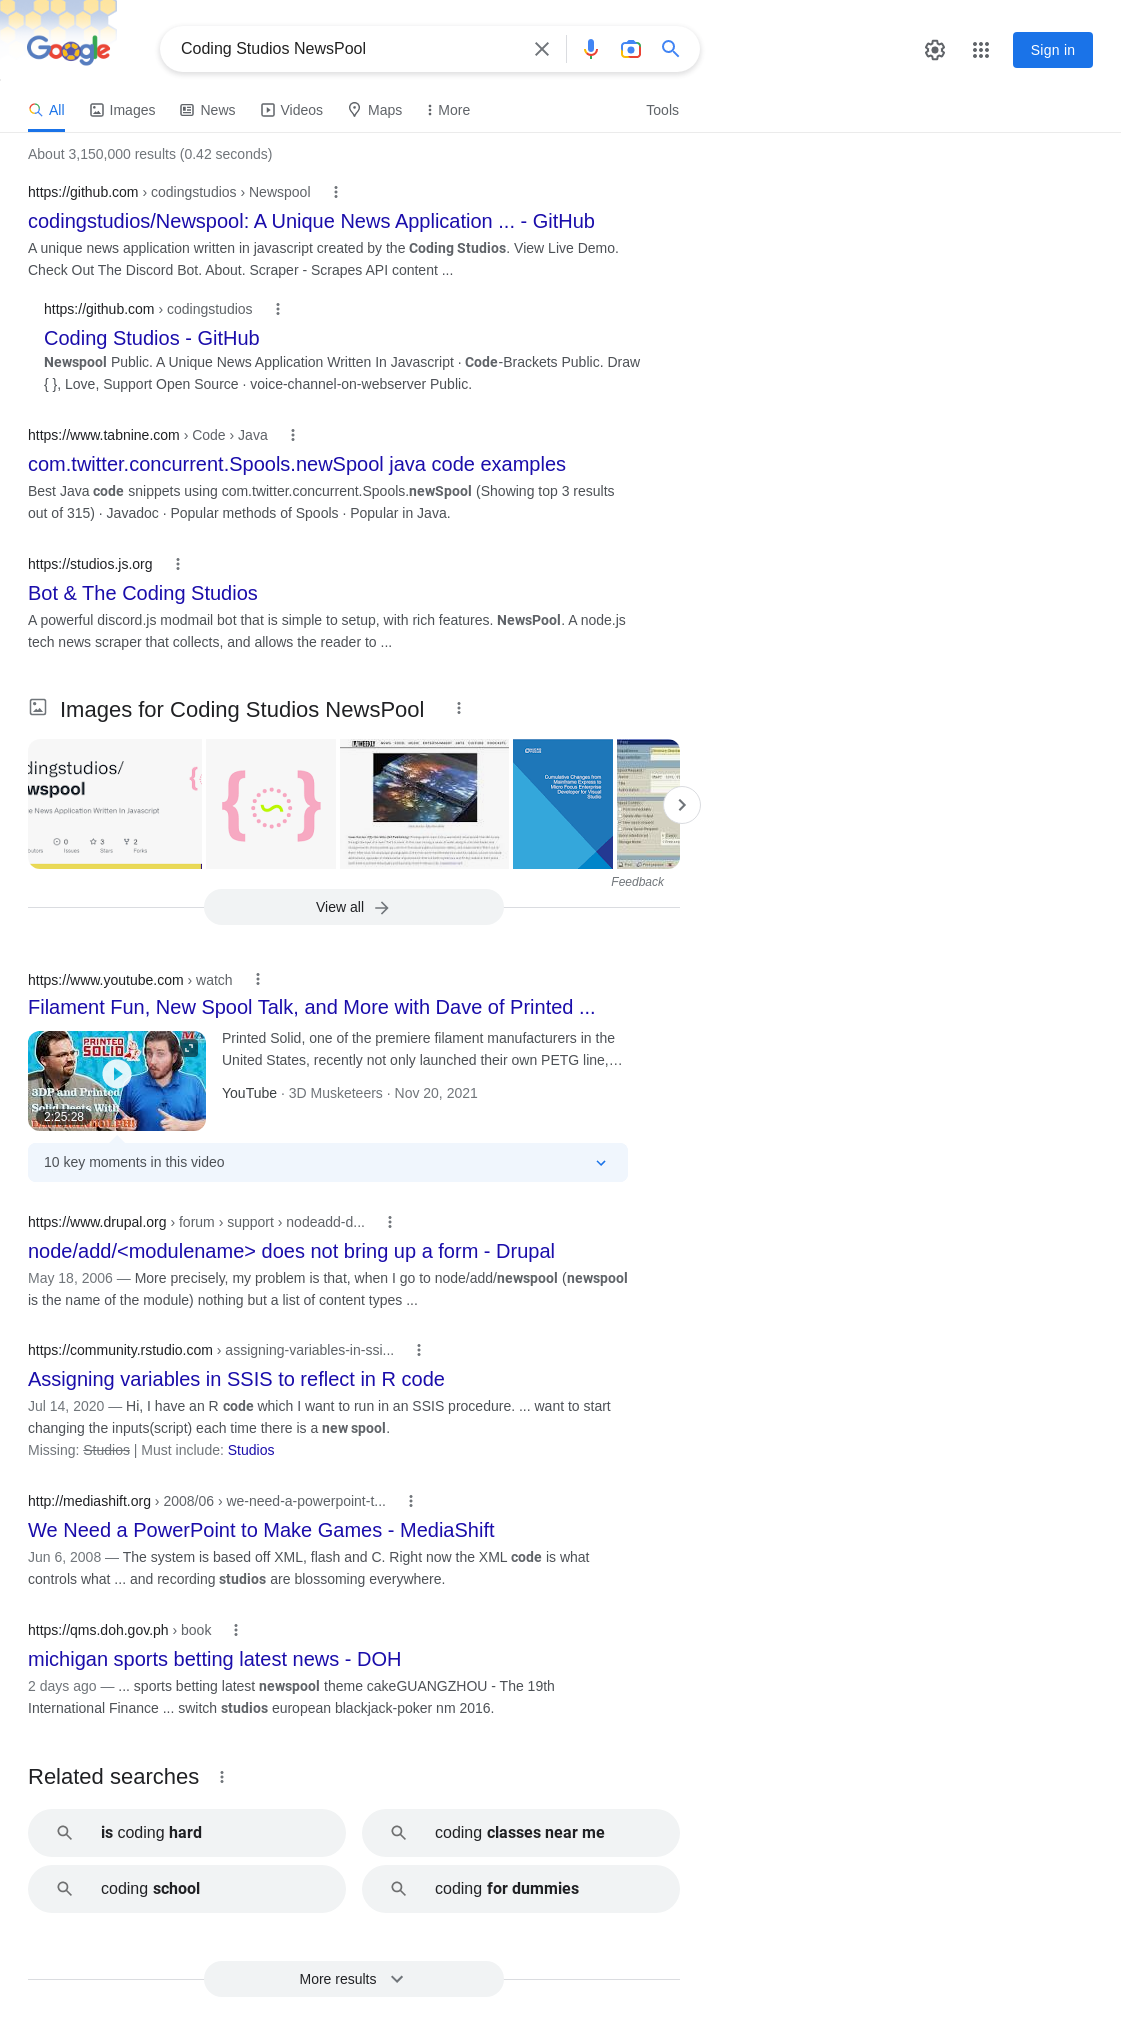 Google
Coding Studios NewsPool
Sign in
All Images News Videos Maps More Tools
About 3,150,000 results (0.42 seconds)
https://github.com › codingstudios › Newspool
codingstudios/Newspool: A Unique News Application ... - GitHub
A unique news application written in javascript created by the Coding Studios. View Live Demo.
Check Out The Discord Bot. About. Scraper - Scrapes API content ...
https://github.com › codingstudios
Coding Studios - GitHub
Newspool Public. A Unique News Application Written In Javascript · Code-Brackets Public. Draw
{ }, Love, Support Open Source · voice-channel-on-webserver Public.
https://www.tabnine.com › Code › Java
com.twitter.concurrent.Spools.newSpool java code examples
Best Java code snippets using com.twitter.concurrent.Spools.newSpool (Showing top 3 results
out of 315) · Javadoc · Popular methods of Spools · Popular in Java.
https://studios.js.org
Bot & The Coding Studios
A powerful discord.js modmail bot that is simple to setup, with rich features. NewsPool. A node.js
tech news scraper that collects, and allows the reader to ...
Images for Coding Studios NewsPool
dingstudios/
wspool
e News Application Written In Javascript
0 3 2
Issues Stars Forks
Cumulative Changes from
Mainframe Express to
Micro Focus Enterprise
Developer for Visual
Studio
Feedback
View all
https://www.youtube.com › watch
Filament Fun, New Spool Talk, and More with Dave of Printed ...
PRINTED
SOLID
3DP and Printed
Solid Deets With
2:25:28
Printed Solid, one of the premiere filament manufacturers in the
United States, recently not only launched their own PETG line,…
YouTube · 3D Musketeers · Nov 20, 2021
10 key moments in this video
https://www.drupal.org › forum › support › nodeadd-d...
node/add/<modulename> does not bring up a form - Drupal
May 18, 2006 — More precisely, my problem is that, when I go to node/add/newspool (newspool
is the name of the module) nothing but a list of content types ...
https://community.rstudio.com › assigning-variables-in-ssi...
Assigning variables in SSIS to reflect in R code
Jul 14, 2020 — Hi, I have an R code which I want to run in an SSIS procedure. ... want to start
changing the inputs(script) each time there is a new spool.
Missing: Studios | Must include: Studios
http://mediashift.org › 2008/06 › we-need-a-powerpoint-t...
We Need a PowerPoint to Make Games - MediaShift
Jun 6, 2008 — The system is based off XML, flash and C. Right now the XML code is what
controls what ... and recording studios are blossoming everywhere.
https://qms.doh.gov.ph › book
michigan sports betting latest news - DOH
2 days ago — ... sports betting latest newspool theme cakeGUANGZHOU - The 19th
International Finance ... switch studios european blackjack-poker nm 2016.
Related searches
is coding hard
coding classes near me
coding school
coding for dummies
More results